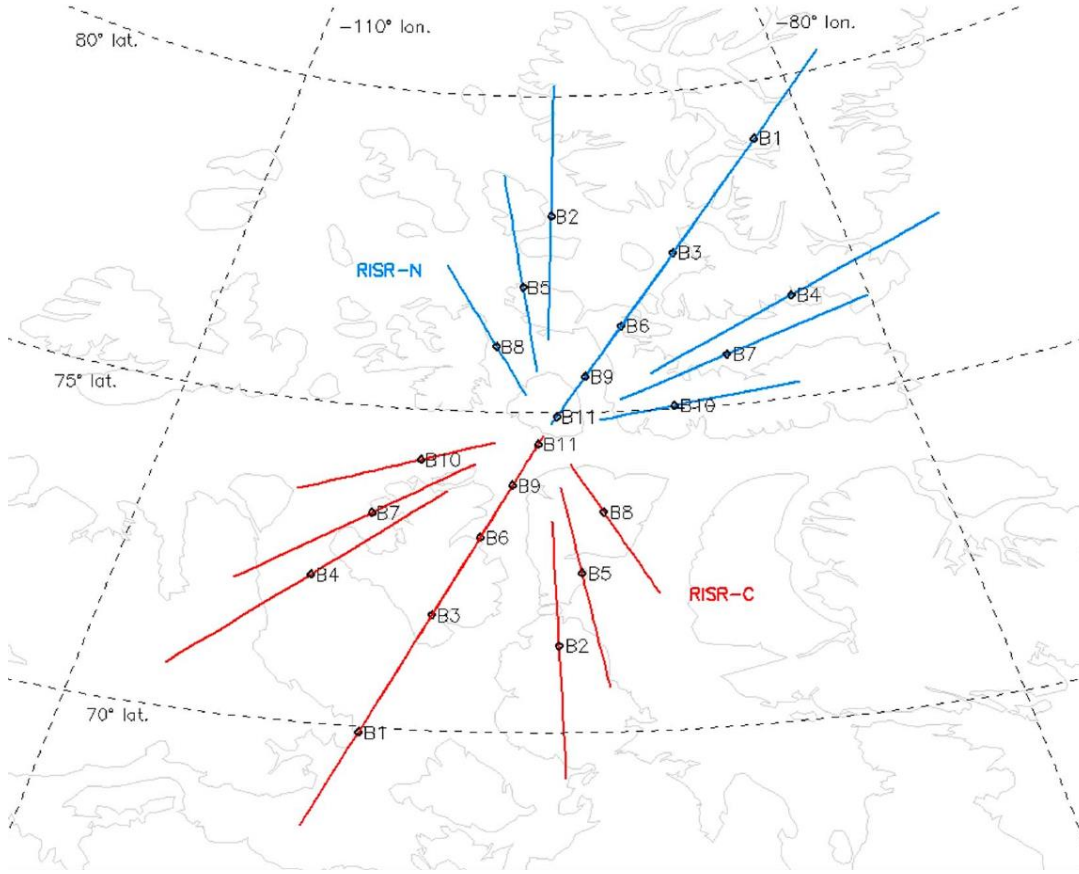 80° lat.
-110° lon.
-80° lon.
B1
B2
B3
RISR-N
B5
B4
B6
B8
B7
75° lat.
B9
B10
B11
B11
B10
B9
B7
B8
B6
B4
B5
RISR-C
B3
B2
70° lat.
B1